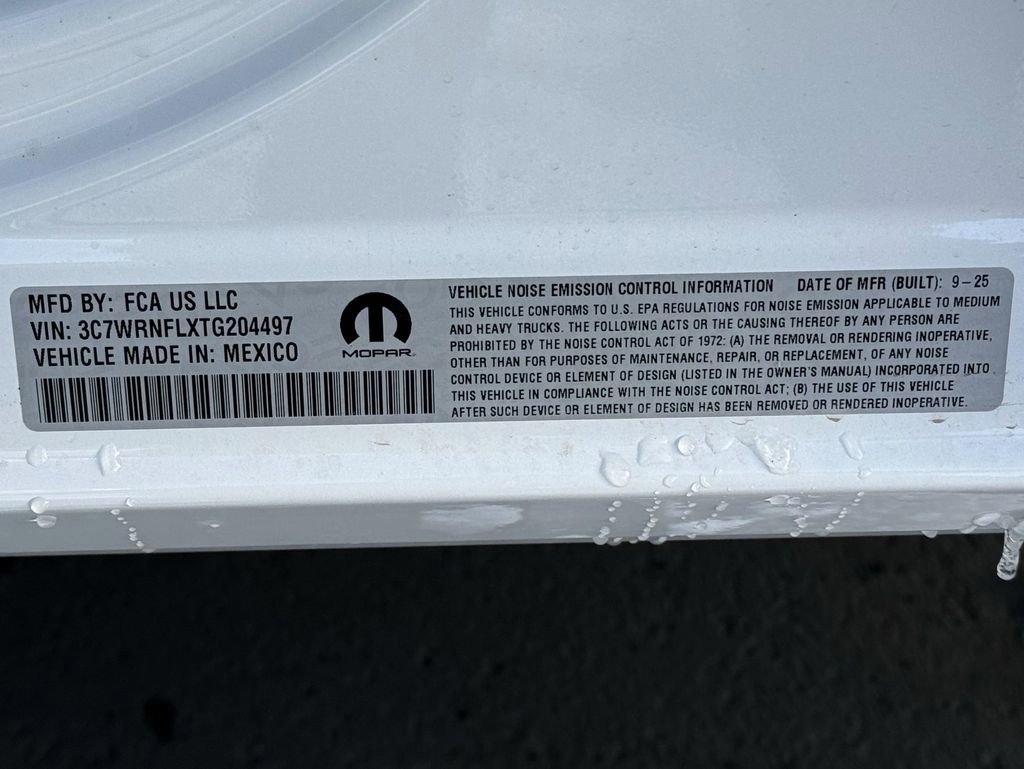 MFD BY: FCA US LLC
VIN: 3C7WRNFLXTG204497
VEHICLE MADE IN: MEXICO
MOPAR
VEHICLE NOISE EMISSION CONTROL INFORMATION DATE OF MFR (BUILT): 9-25
THIS VEHICLE CONFORMS TO U.S. EPA REGULATIONS FOR NOISE EMISSION APPLICABLE TO MEDIUM
AND HEAVY TRUCKS. THE FOLLOWING ACTS OR THE CAUSING THEREOF BY ANY PERSON ARE
PROHIBITED BY THE NOISE CONTROL ACT OF 1972: (A) THE REMOVAL OR RENDERING INOPERATIVE,
OTHER THAN FOR PURPOSES OF MAINTENANCE, REPAIR, OR REPLACEMENT, OF ANY NOISE
CONTROL DEVICE OR ELEMENT OF DESIGN (LISTED IN THE OWNER'S MANUAL) INCORPORATED INTO
THIS VEHICLE IN COMPLIANCE WITH THE NOISE CONTROL ACT; (B) THE USE OF THIS VEHICLE
AFTER SUCH DEVICE OR ELEMENT OF DESIGN HAS BEEN REMOVED OR RENDERED INOPERATIVE.